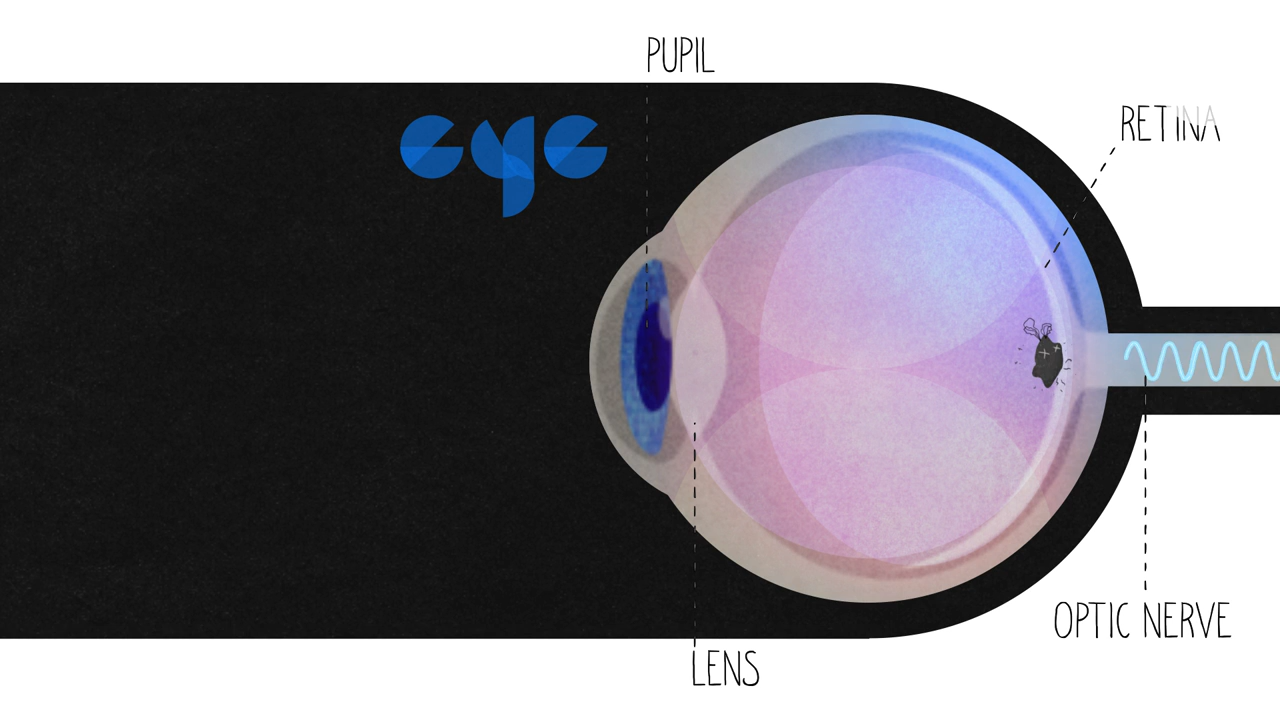 PUPIL
eye
RETINA
OPTIC NERVE
LENS